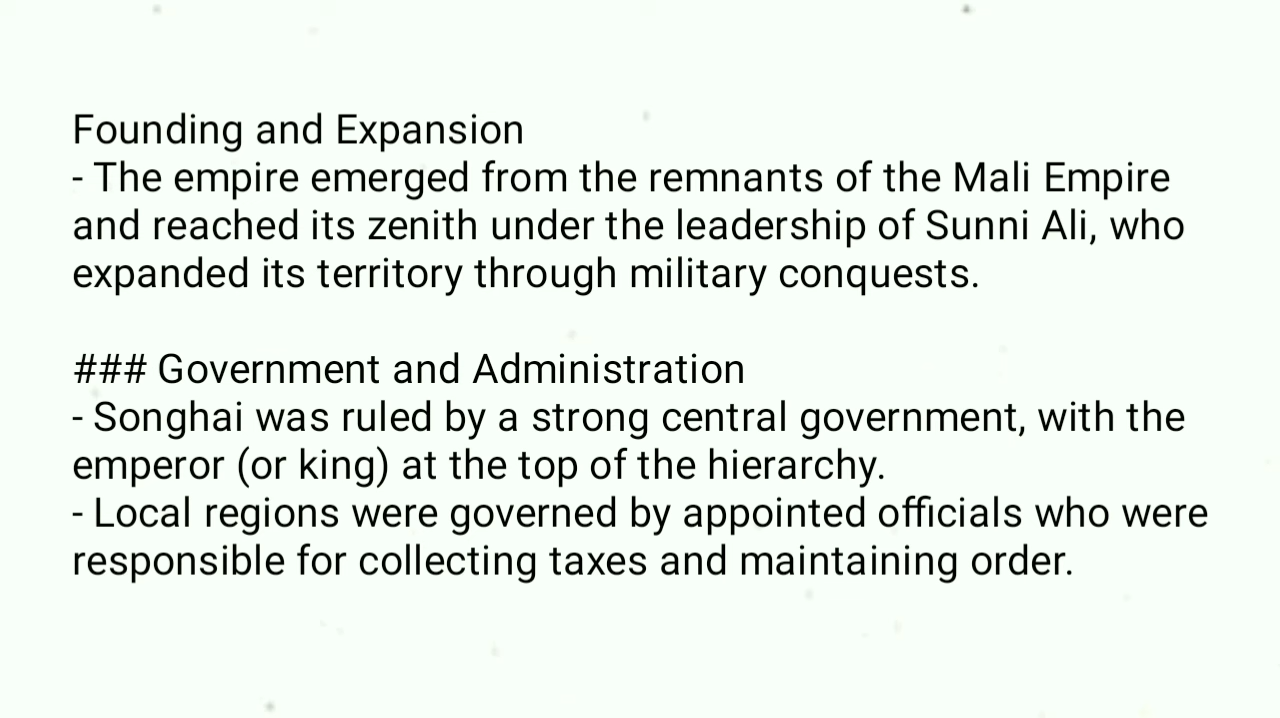 Founding and Expansion
- The empire emerged from the remnants of the Mali Empire
and reached its zenith under the leadership of Sunni Ali, who
expanded its territory through military conquests.
### Government and Administration
- Songhai was ruled by a strong central government, with the
emperor (or king) at the top of the hierarchy.
- Local regions were governed by appointed officials who were
responsible for collecting taxes and maintaining order.